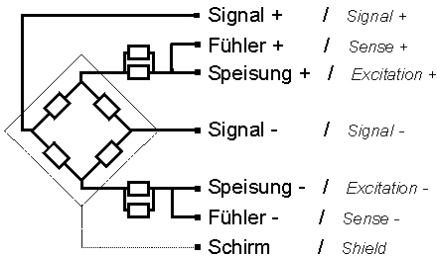 Signal + / Signal +
Fühler + / Sense +
Speisung + / Excitation +
Signal - / Signal -
Speisung - / Excitation -
Fühler - / Sense -
Schirm / Shield